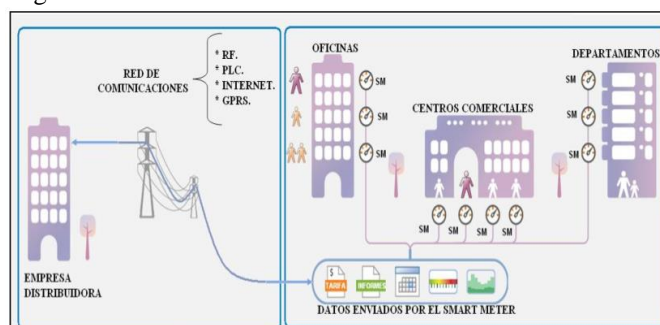 RED DE
COMUNICACIONES
* RF.
* PLC.
* INTERNET.
* GPRS.
EMPRESA
DISTRIBUIDORA
OFICINAS
SM
SM
SM
CENTROS COMERCIALES
SM
SM
SM
SM
DEPARTAMENTOS
SM
SM
SM
$
TARIFA
INFORMES
DATOS ENVIADOS POR EL SMART METER